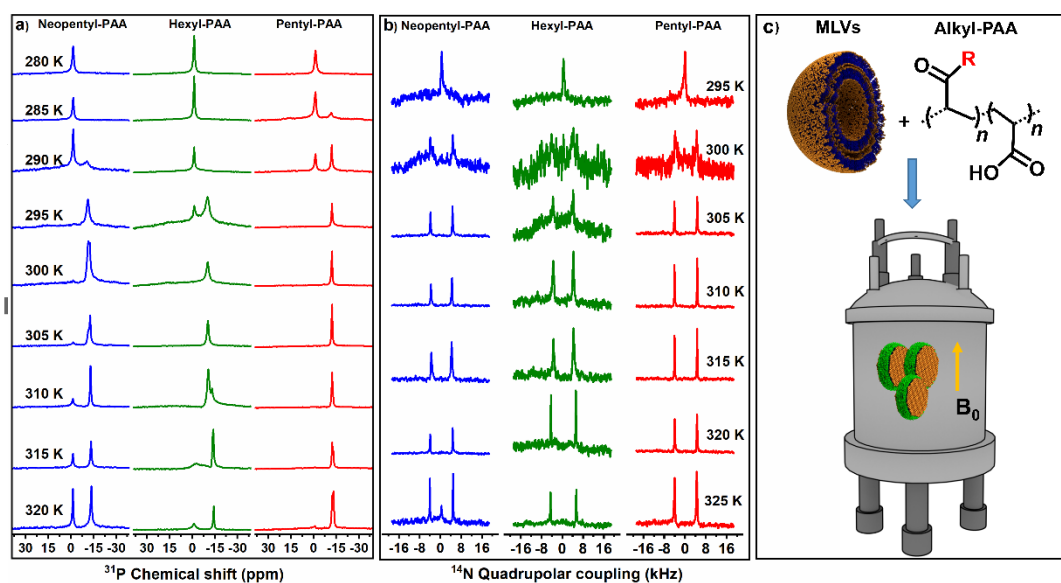 a) Neopentyl-PAA Hexyl-PAA Pentyl-PAA
280 K
285 K
290 K
295 K
300 K
305 K
310 K
315 K
320 K
30 15 0 -15 -30 30 15 0 -15 -30 30 15 0 -15 -30
³¹P Chemical shift (ppm)
b) Neopentyl-PAA Hexyl-PAA Pentyl-PAA
295 K
300 K
305 K
310 K
315 K
320 K
325 K
-16 -8 0 8 16 -16 -8 0 8 16 -16 -8 0 8 16
¹⁴N Quadrupolar coupling (kHz)
c) MLVs Alkyl-PAA
O R
+ n n
HO O
B₀